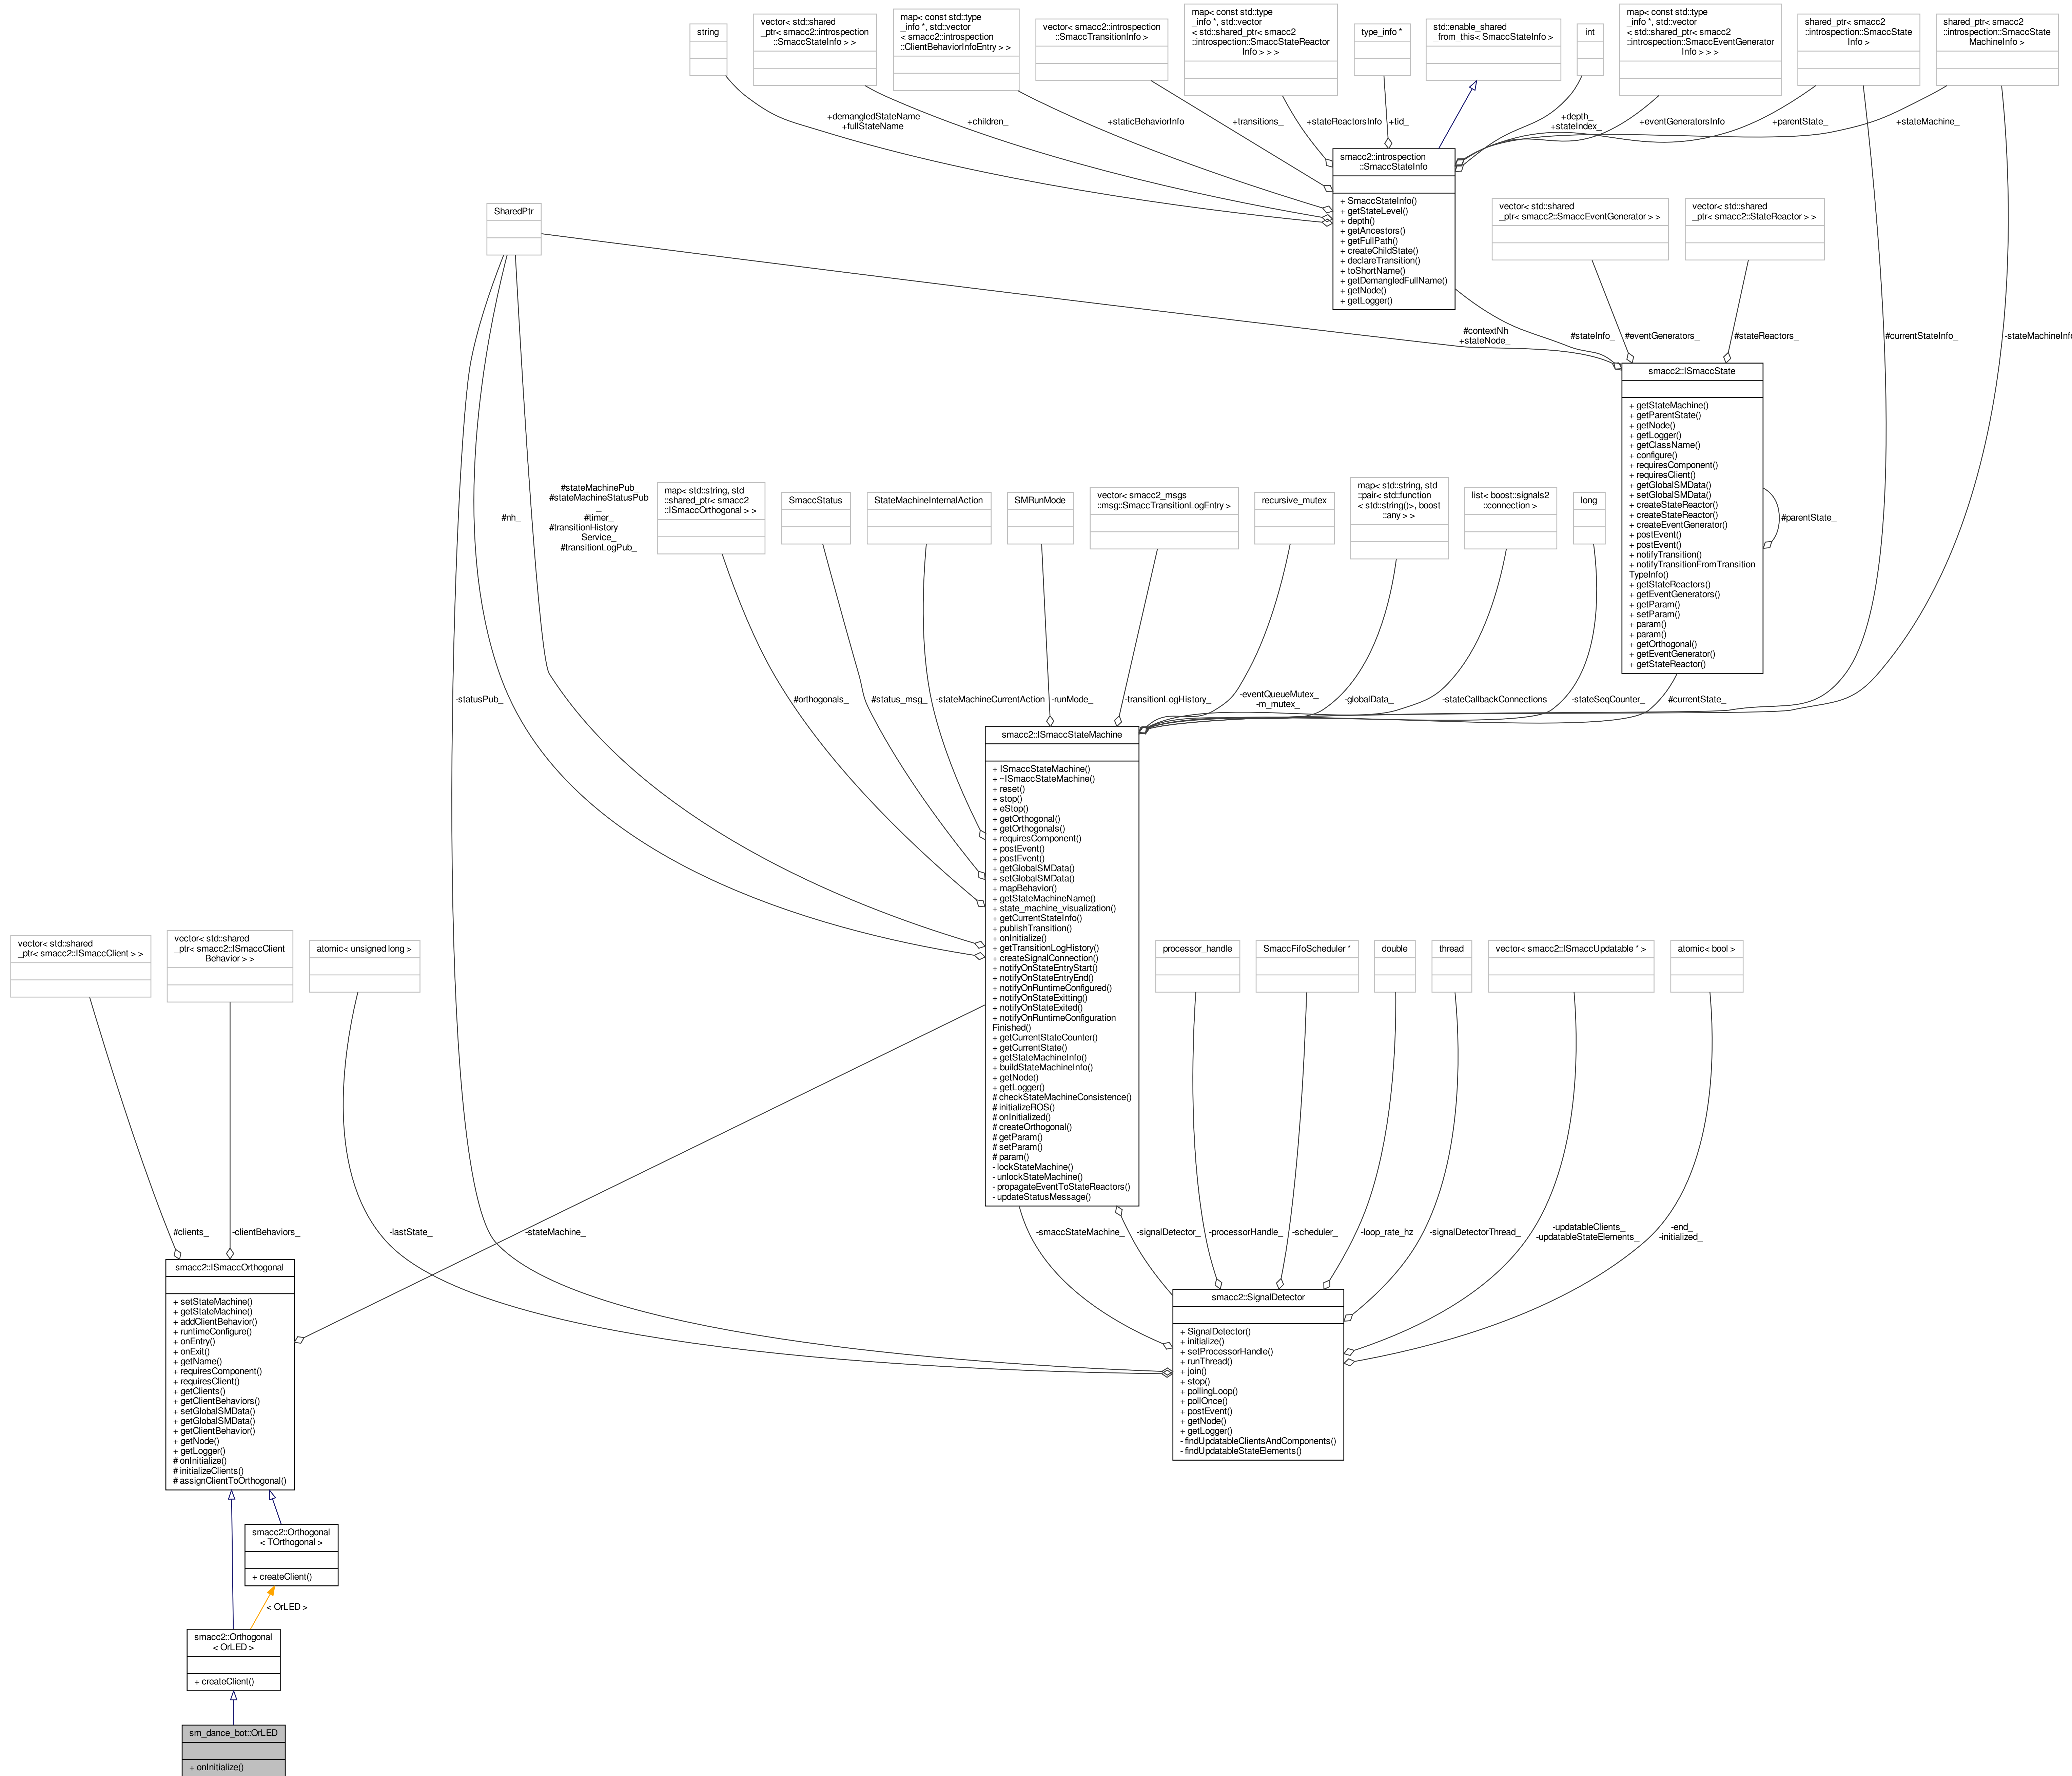 string
vector< std::shared
_ptr< smacc2::introspection
::SmaccStateInfo > >
map< const std::type
_info *, std::vector
< smacc2::introspection
::ClientBehaviorInfoEntry > >
vector< smacc2::introspection
::SmaccTransitionInfo >
map< const std::type
_info *, std::vector
< std::shared_ptr< smacc2
::introspection::SmaccStateReactor
Info > > >
type_info *
std::enable_shared
_from_this< SmaccStateInfo >
int
map< const std::type
_info *, std::vector
< std::shared_ptr< smacc2
::introspection::SmaccEventGenerator
Info > > >
shared_ptr< smacc2
::introspection::SmaccState
Info >
shared_ptr< smacc2
::introspection::SmaccState
MachineInfo >
+demangledStateName
+fullStateName
+children_
+staticBehaviorInfo
+transitions_
+stateReactorsInfo
+tid_
+depth_
+stateIndex_
+eventGeneratorsInfo
+parentState_
+stateMachine_
smacc2::introspection
::SmaccStateInfo
+ SmaccStateInfo()
+ getStateLevel()
+ depth()
+ getAncestors()
+ getFullPath()
+ createChildState()
+ declareTransition()
+ toShortName()
+ getDemangledFullName()
+ getNode()
+ getLogger()
SharedPtr
vector< std::shared
_ptr< smacc2::SmaccEventGenerator > >
vector< std::shared
_ptr< smacc2::StateReactor > >
#contextNh
+stateNode_
#stateInfo_
#eventGenerators_
#stateReactors_
#currentStateInfo_
-stateMachineInfo
smacc2::ISmaccState
+ getStateMachine()
+ getParentState()
+ getNode()
+ getLogger()
+ getClassName()
+ configure()
+ requiresComponent()
+ requiresClient()
+ getGlobalSMData()
+ setGlobalSMData()
+ createStateReactor()
+ createStateReactor()
+ createEventGenerator()
+ postEvent()
+ postEvent()
+ notifyTransition()
+ notifyTransitionFromTransition
TypeInfo()
+ getStateReactors()
+ getEventGenerators()
+ getParam()
+ setParam()
+ param()
+ param()
+ getOrthogonal()
+ getEventGenerator()
+ getStateReactor()
#parentState_
#nh_
#stateMachinePub_
#stateMachineStatusPub
_
#timer_
#transitionHistory
Service_
#transitionLogPub_
map< std::string, std
::shared_ptr< smacc2
::ISmaccOrthogonal > >
SmaccStatus
StateMachineInternalAction
SMRunMode
vector< smacc2_msgs
::msg::SmaccTransitionLogEntry >
recursive_mutex
map< std::string, std
::pair< std::function
< std::string()>, boost
::any > >
list< boost::signals2
::connection >
long
-statusPub_
#orthogonals_
#status_msg_
-stateMachineCurrentAction
-runMode_
-transitionLogHistory_
-eventQueueMutex_
-m_mutex_
-globalData_
-stateCallbackConnections
-stateSeqCounter_
#currentState_
smacc2::ISmaccStateMachine
+ ISmaccStateMachine()
+ ~ISmaccStateMachine()
+ reset()
+ stop()
+ eStop()
+ getOrthogonal()
+ getOrthogonals()
+ requiresComponent()
+ postEvent()
+ postEvent()
+ getGlobalSMData()
+ setGlobalSMData()
+ mapBehavior()
+ getStateMachineName()
+ state_machine_visualization()
+ getCurrentStateInfo()
+ publishTransition()
+ onInitialize()
+ getTransitionLogHistory()
+ createSignalConnection()
+ notifyOnStateEntryStart()
+ notifyOnStateEntryEnd()
+ notifyOnRuntimeConfigured()
+ notifyOnStateExitting()
+ notifyOnStateExited()
+ notifyOnRuntimeConfiguration
Finished()
+ getCurrentStateCounter()
+ getCurrentState()
+ getStateMachineInfo()
+ buildStateMachineInfo()
+ getNode()
+ getLogger()
# checkStateMachineConsistence()
# initializeROS()
# onInitialized()
# createOrthogonal()
# getParam()
# setParam()
# param()
- lockStateMachine()
- unlockStateMachine()
- propagateEventToStateReactors()
- updateStatusMessage()
vector< std::shared
_ptr< smacc2::ISmaccClient > >
vector< std::shared
_ptr< smacc2::ISmaccClient
Behavior > >
atomic< unsigned long >
processor_handle
SmaccFifoScheduler *
double
thread
vector< smacc2::ISmaccUpdatable * >
atomic< bool >
#clients_
-clientBehaviors_
-lastState_
-stateMachine_
-smaccStateMachine_
-signalDetector_
-processorHandle_
-scheduler_
-loop_rate_hz
-signalDetectorThread_
-updatableClients_
-updatableStateElements_
-end_
-initialized_
smacc2::ISmaccOrthogonal
+ setStateMachine()
+ getStateMachine()
+ addClientBehavior()
+ runtimeConfigure()
+ onEntry()
+ onExit()
+ getName()
+ requiresComponent()
+ requiresClient()
+ getClients()
+ getClientBehaviors()
+ setGlobalSMData()
+ getGlobalSMData()
+ getClientBehavior()
+ getNode()
+ getLogger()
# onInitialize()
# initializeClients()
# assignClientToOrthogonal()
smacc2::SignalDetector
+ SignalDetector()
+ initialize()
+ setProcessorHandle()
+ runThread()
+ join()
+ stop()
+ pollingLoop()
+ pollOnce()
+ postEvent()
+ getNode()
+ getLogger()
- findUpdatableClientsAndComponents()
- findUpdatableStateElements()
smacc2::Orthogonal
< TOrthogonal >
+ createClient()
< OrLED >
smacc2::Orthogonal
< OrLED >
+ createClient()
sm_dance_bot::OrLED
+ onInitialize()